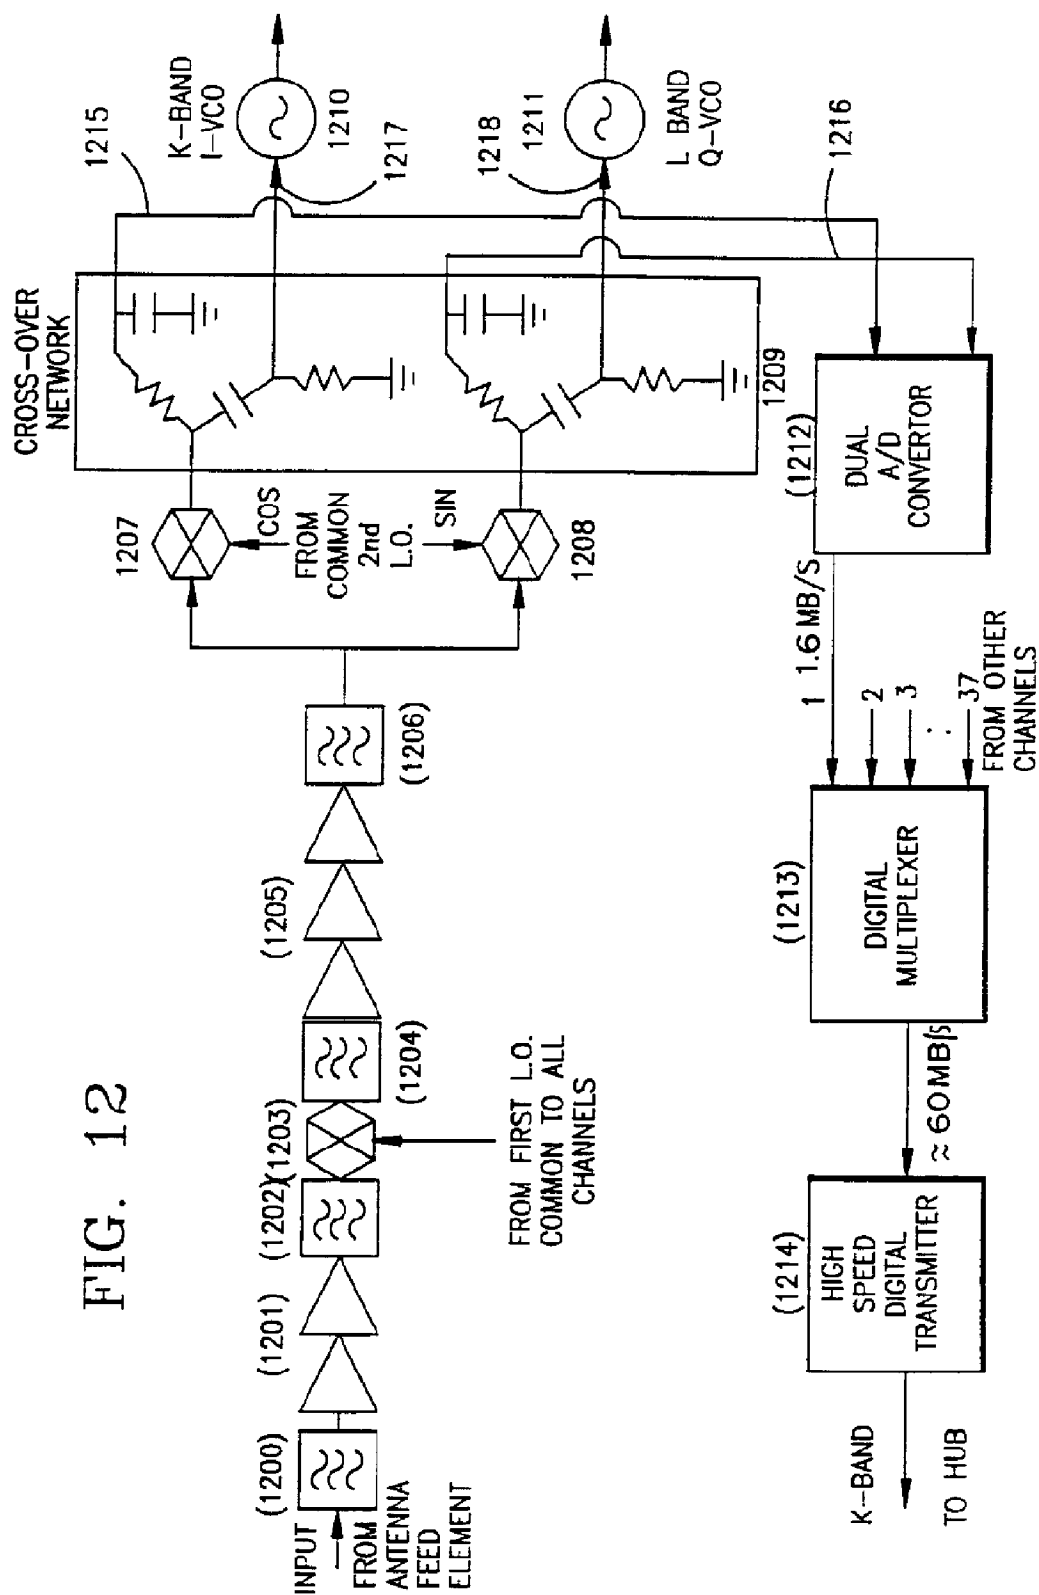 FIG. 12
INPUT
FROM
ANTENNA
FEED
ELEMENT
(1200)
(1201)
(1202)
(1203)
(1204)
(1205)
(1206)
FROM FIRST L.O.
COMMON TO ALL
CHANNELS
1207
COS
FROM
COMMON
2nd
L.O.
SIN
1208
CROSS-OVER
NETWORK
1209
1215
K-BAND
I-VCO
1210
1217
1218
1211
L BAND
Q-VCO
1216
(1212)
DUAL
A/D
CONVERTOR
1 1.6 MB/S
2
3
:
37
FROM OTHER
CHANNELS
(1213)
DIGITAL
MULTIPLEXER
≈ 60MB/S
(1214)
HIGH
SPEED
DIGITAL
TRANSMITTER
K-BAND
TO HUB